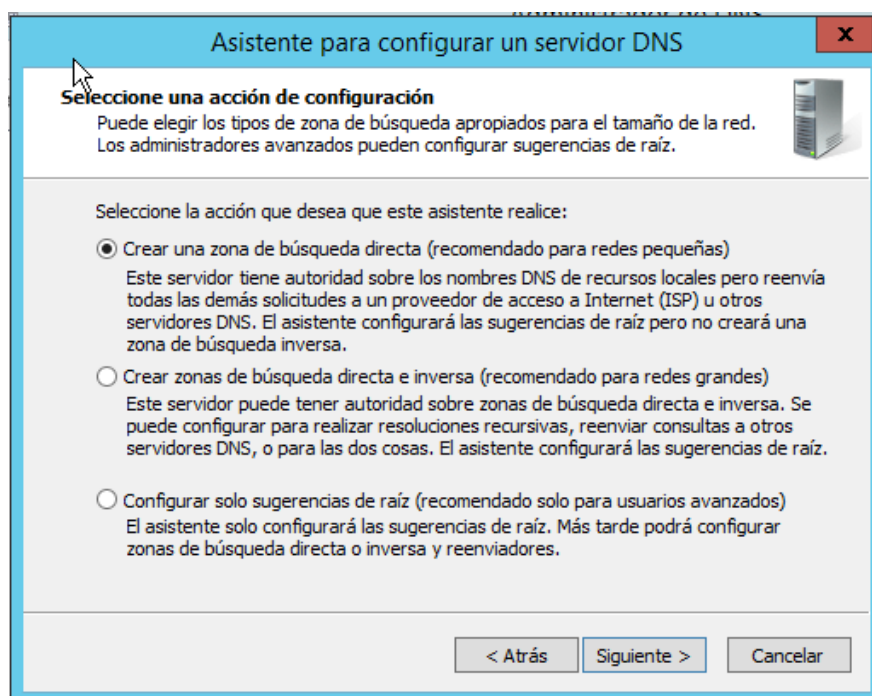 Asistente para configurar un servidor DNS
x
Seleccione una acción de configuración
Puede elegir los tipos de zona de búsqueda apropiados para el tamaño de la red.
Los administradores avanzados pueden configurar sugerencias de raíz.
Seleccione la acción que desea que este asistente realice:
Crear una zona de búsqueda directa (recomendado para redes pequeñas)
Este servidor tiene autoridad sobre los nombres DNS de recursos locales pero reenvía
todas las demás solicitudes a un proveedor de acceso a Internet (ISP) u otros
servidores DNS. El asistente configurará las sugerencias de raíz pero no creará una
zona de búsqueda inversa.
Crear zonas de búsqueda directa e inversa (recomendado para redes grandes)
Este servidor puede tener autoridad sobre zonas de búsqueda directa e inversa. Se
puede configurar para realizar resoluciones recursivas, reenviar consultas a otros
servidores DNS, o para las dos cosas. El asistente configurará las sugerencias de raíz.
Configurar solo sugerencias de raíz (recomendado solo para usuarios avanzados)
El asistente solo configurará las sugerencias de raíz. Más tarde podrá configurar
zonas de búsqueda directa o inversa y reenviadores.
< Atrás
Siguiente >
Cancelar